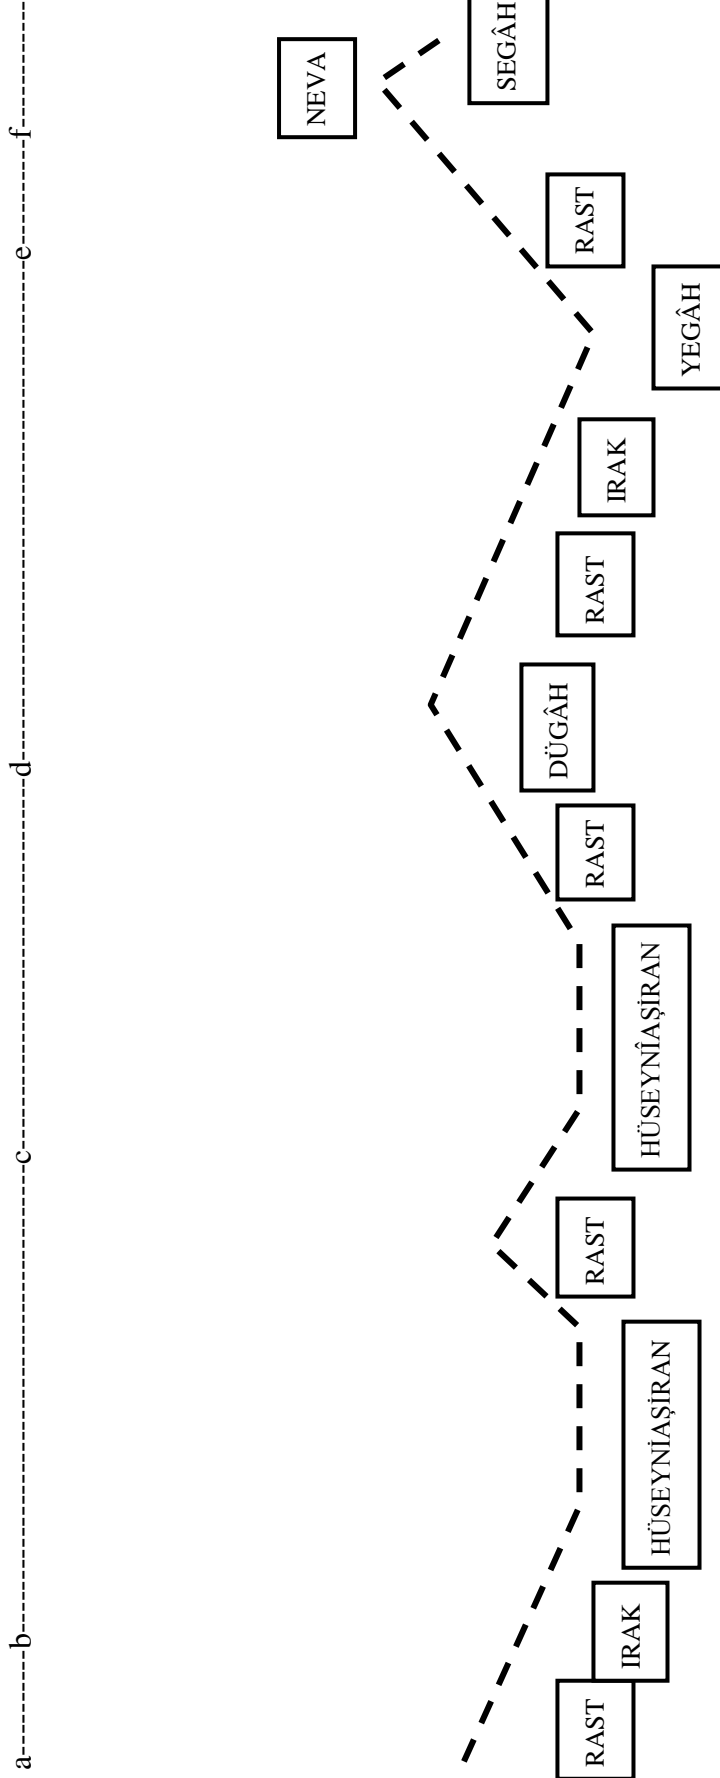 a-----------b-------------------------------------------c-----------------------------------d-----------------------------------------------e----------f-----------
RAST
IRAK
HÜSEYNİAŞİRAN
RAST
HÜSEYNÎAŞİRAN
RAST
DÜGÂH
RAST
IRAK
YEGÂH
RAST
NEVA
SEGÂH